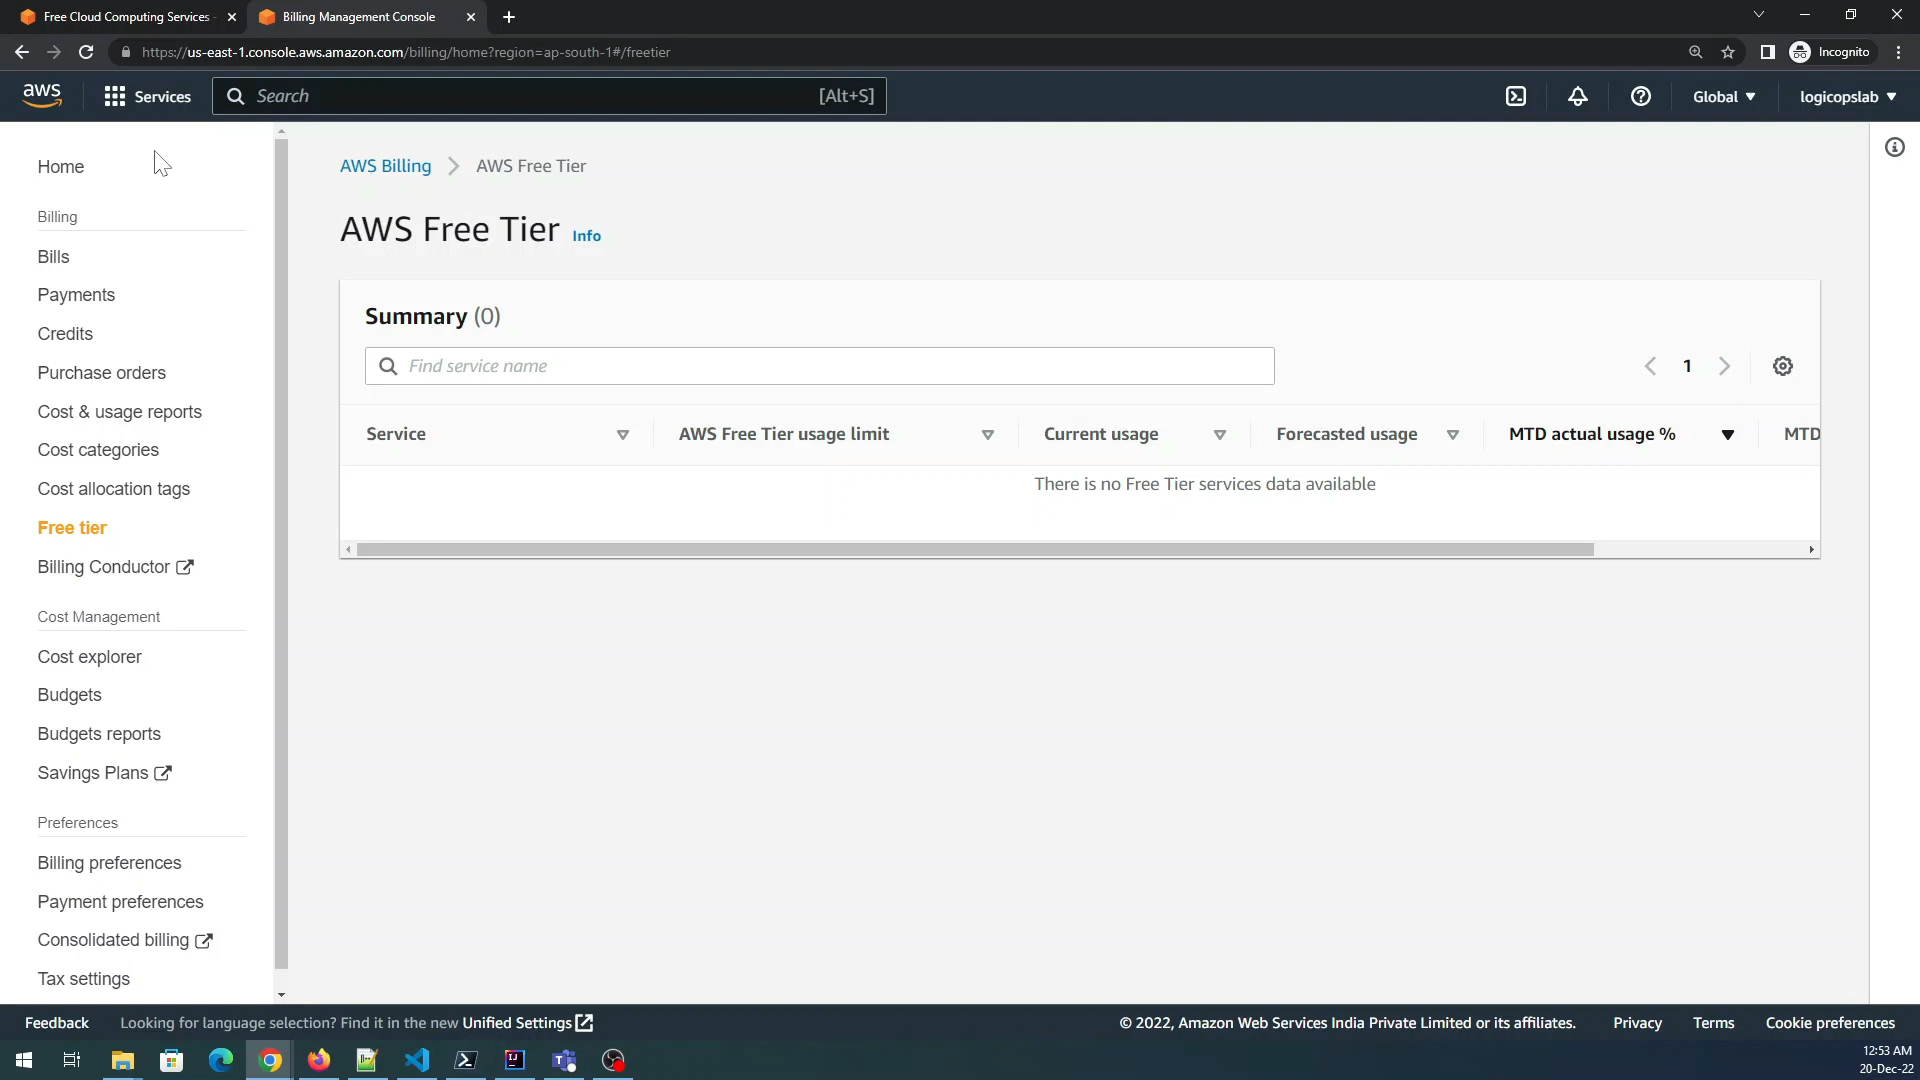 Free Cloud Computing Services -
Billing Management Console
https://us-east-1.console.aws.amazon.com/billing/home?region=ap-south-1#/freetier
Incognito
aws
Services
Search
[Alt+S]
Global
logicopslab
Home
Billing
Bills
Payments
Credits
Purchase orders
Cost & usage reports
Cost categories
Cost allocation tags
Free tier
Billing Conductor
Cost Management
Cost explorer
Budgets
Budgets reports
Savings Plans
Preferences
Billing preferences
Payment preferences
Consolidated billing
Tax settings
AWS Billing > AWS Free Tier
AWS Free Tier Info
Summary (0)
Find service name
1
Service AWS Free Tier usage limit Current usage Forecasted usage MTD actual usage % MTD
There is no Free Tier services data available
Feedback Looking for language selection? Find it in the new Unified Settings
© 2022, Amazon Web Services India Private Limited or its affiliates. Privacy Terms Cookie preferences
12:53 AM
20-Dec-22